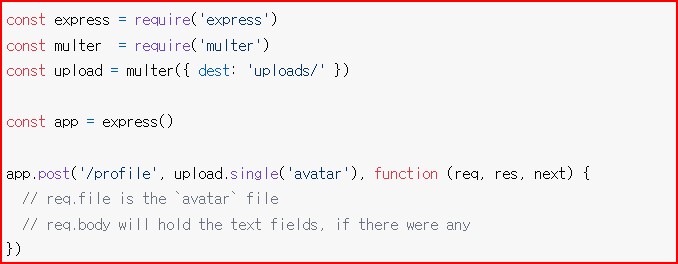 const express = require('express')
const multer  = require('multer')
const upload = multer({ dest: 'uploads/' })
const app = express()
app.post('/profile', upload.single('avatar'), function (req, res, next) {
  // req.file is the `avatar` file
  // req.body will hold the text fields, if there were any
})